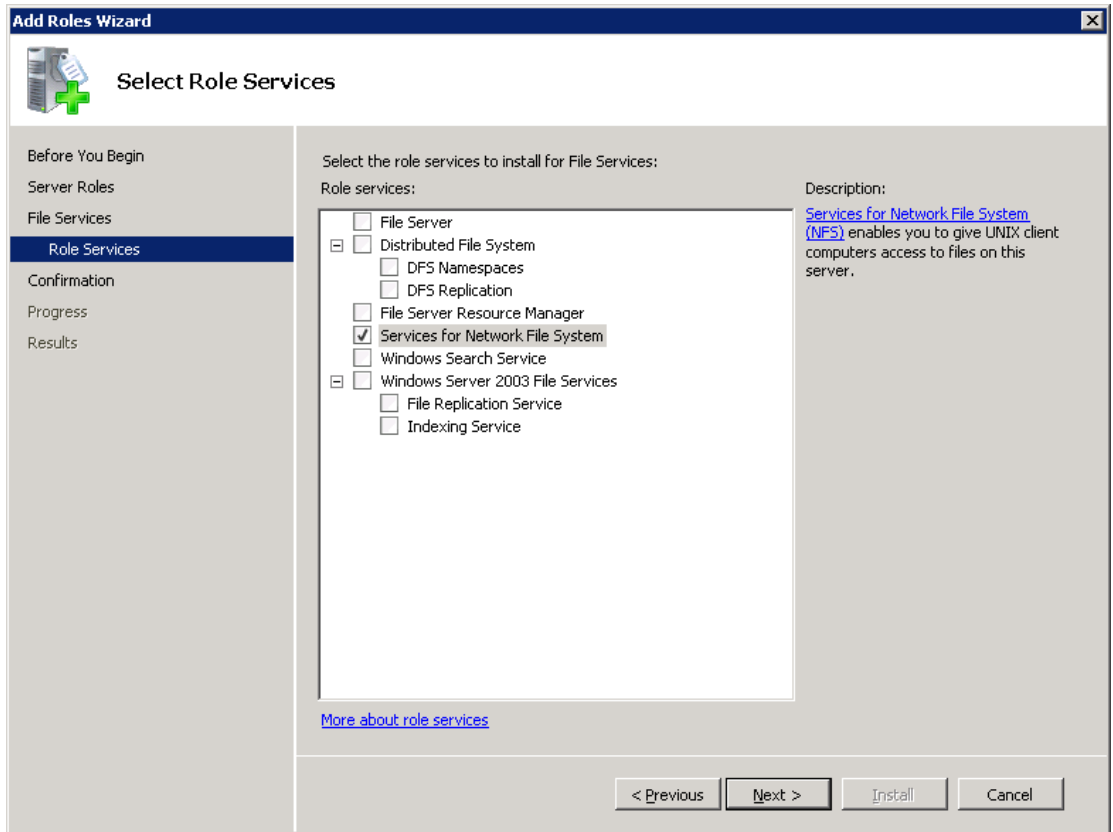 Add Roles Wizard
Select Role Services
Before You Begin
Server Roles
File Services
Role Services
Confirmation
Progress
Results
Select the role services to install for File Services:
Role services:
File Server
Distributed File System
DFS Namespaces
DFS Replication
File Server Resource Manager
Services for Network File System
Windows Search Service
Windows Server 2003 File Services
File Replication Service
Indexing Service
More about role services
Description:
Services for Network File System
(NFS) enables you to give UNIX client
computers access to files on this
server.
< Previous
Next >
Install
Cancel